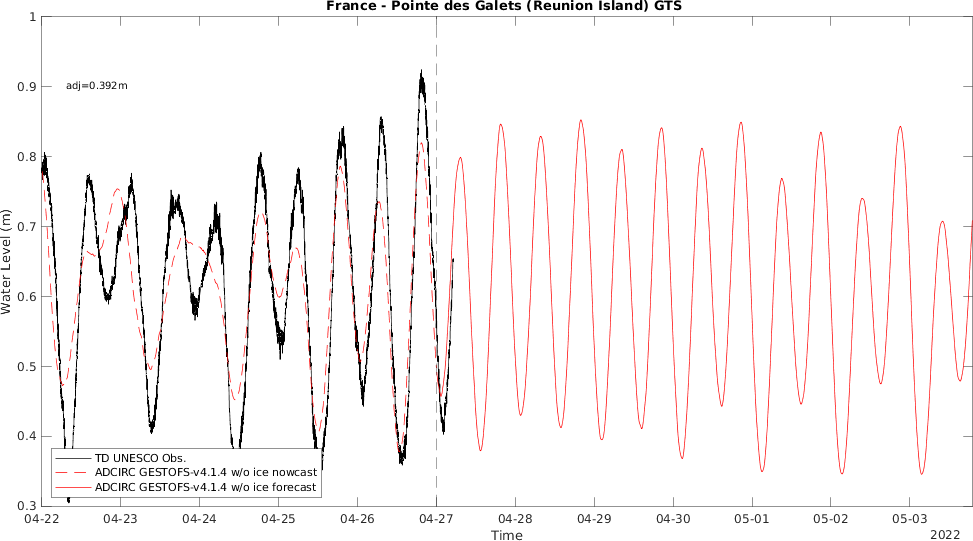 France - Pointe des Galets (Reunion Island) GTS
1
0.9
0.8
0.7
0.6
0.5
0.4
0.3
Water Level (m)
adj=0.392m
TD UNESCO Obs.
ADCIRC GESTOFS-v4.1.4 w/o ice nowcast
ADCIRC GESTOFS-v4.1.4 w/o ice forecast
04-22 04-23 04-24 04-25 04-26 04-27 04-28 04-29 04-30 05-01 05-02 05-03
Time
2022